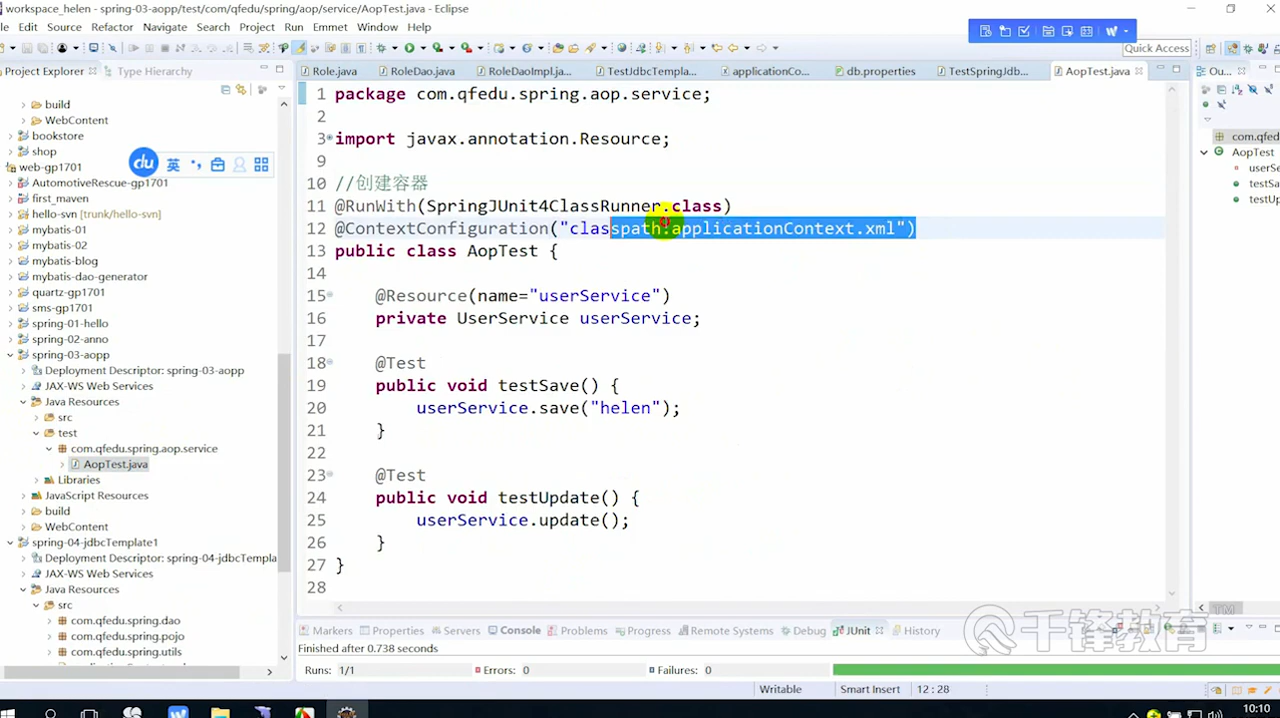 workspace_helen - spring-03-aopp/test/com/qfedu/spring/aop/service/AopTest.java - Eclipse
Edit Source Refactor Navigate Search Project Run Emmet Window Help
Quick Access
Project Explorer Type Hierarchy
Role.java RoleDao.java RoleDaoImpl.ja... TestJdbcTempla... applicationCo... db.properties TestSpringJdb... AopTest.java Ou...
build
WebContent
bookstore
shop
web-gp1701
AutomotiveRescue-gp1701
first_maven
hello-svn [trunk/hello-svn]
mybatis-01
mybatis-02
mybatis-blog
mybatis-dao-generator
quartz-gp1701
sms-gp1701
spring-01-hello
spring-02-anno
spring-03-aopp
Deployment Descriptor: spring-03-aopp
JAX-WS Web Services
Java Resources
src
test
com.qfedu.spring.aop.service
AopTest.java
Libraries
JavaScript Resources
build
WebContent
spring-04-jdbcTemplate1
Deployment Descriptor: spring-04-jdbcTempla
JAX-WS Web Services
Java Resources
src
com.qfedu.spring.dao
com.qfedu.spring.pojo
com.qfedu.spring.utils
du 英
1 package com.qfedu.spring.aop.service;
2
3 import javax.annotation.Resource;
9
10 //创建容器
11 @RunWith(SpringJUnit4ClassRunner.class)
12 @ContextConfiguration("classpath:applicationContext.xml")
13 public class AopTest {
14
15 @Resource(name="userService")
16 private UserService userService;
17
18 @Test
19 public void testSave() {
20 userService.save("helen");
21 }
22
23 @Test
24 public void testUpdate() {
25 userService.update();
26 }
27 }
28
com.qfed
AopTest
userSe
testSa
testUp
TM
千锋教育
Markers Properties Servers Console Problems Progress Remote Systems Debug JUnit History
Finished after 0.738 seconds
Runs: 1/1 Errors: 0 Failures: 0
Writable Smart Insert 12 : 28
10:10